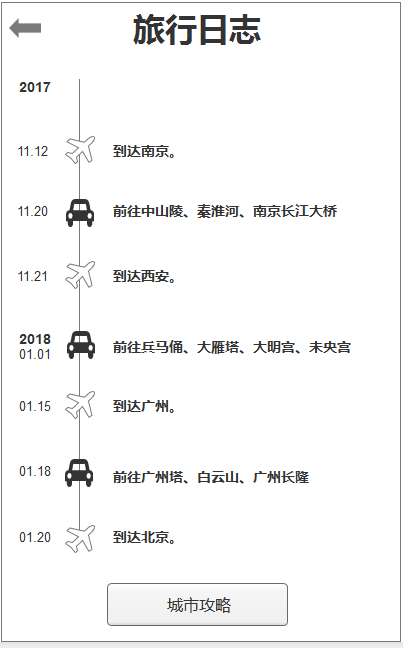 旅行日志
2017
11.12 到达南京。
11.20 前往中山陵、秦淮河、南京长江大桥
11.21 到达西安。
2018
01.01 前往兵马俑、大雁塔、大明宫、未央宫
01.15 到达广州。
01.18 前往广州塔、白云山、广州长隆
01.20 到达北京。
城市攻略